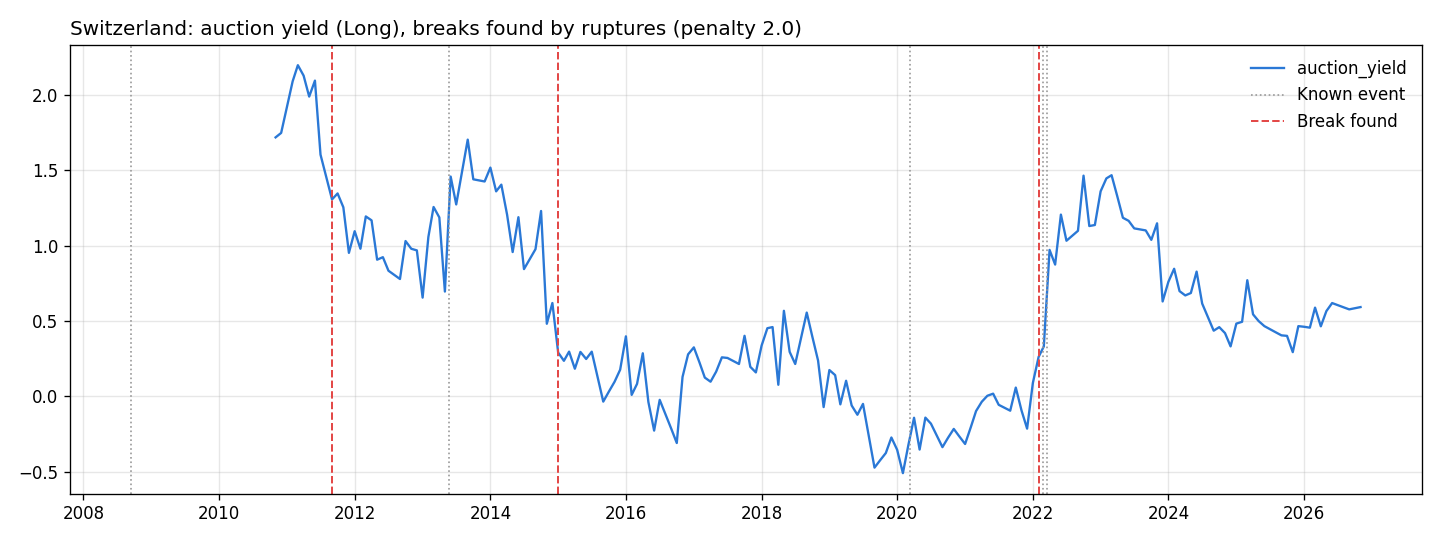 Switzerland: auction yield (Long), breaks found by ruptures (penalty 2.0)
auction_yield
Known event
Break found
2.0
1.5
1.0
0.5
0.0
−0.5
2008 2010 2012 2014 2016 2018 2020 2022 2024 2026